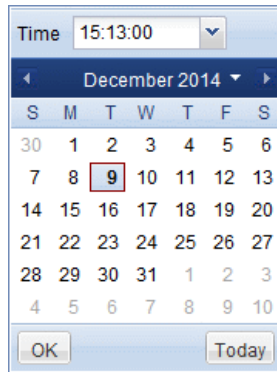 Time 15:13:00
December 2014
S M T W T F S
30 1 2 3 4 5 6
7 8 9 10 11 12 13
14 15 16 17 18 19 20
21 22 23 24 25 26 27
28 29 30 31 1 2 3
4 5 6 7 8 9 10
OK Today